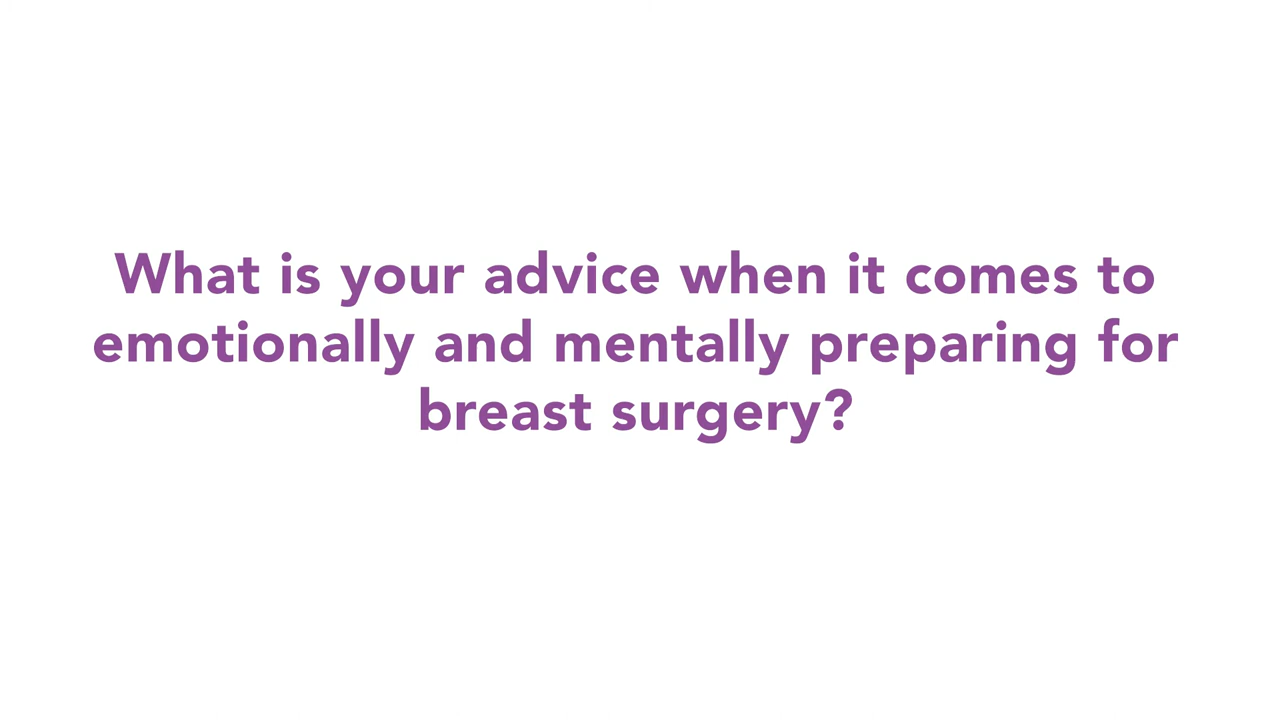 What is your advice when it comes to
emotionally and mentally preparing for
breast surgery?